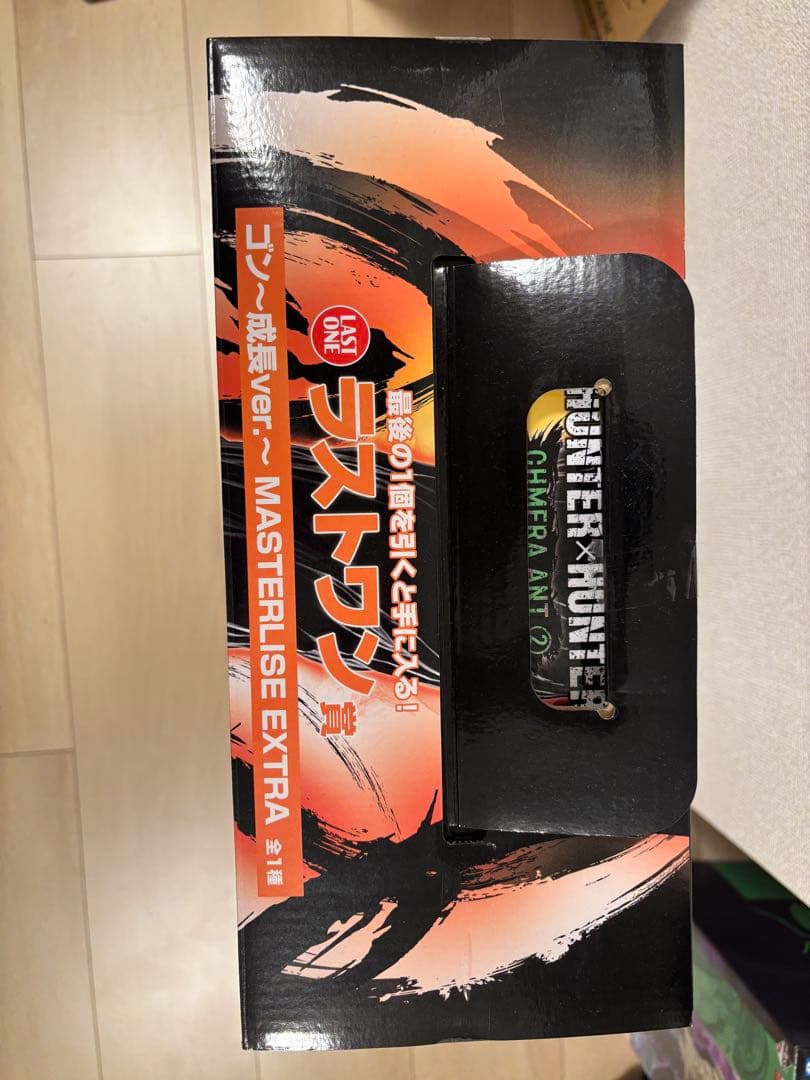 HUNTER×HUNTER
CHMERA ANT ②
最後の1個を引くと手に入る!
LAST
ONE
ラストワン賞
ゴン〜成長ver.〜 MASTERLISE EXTRA 全1種